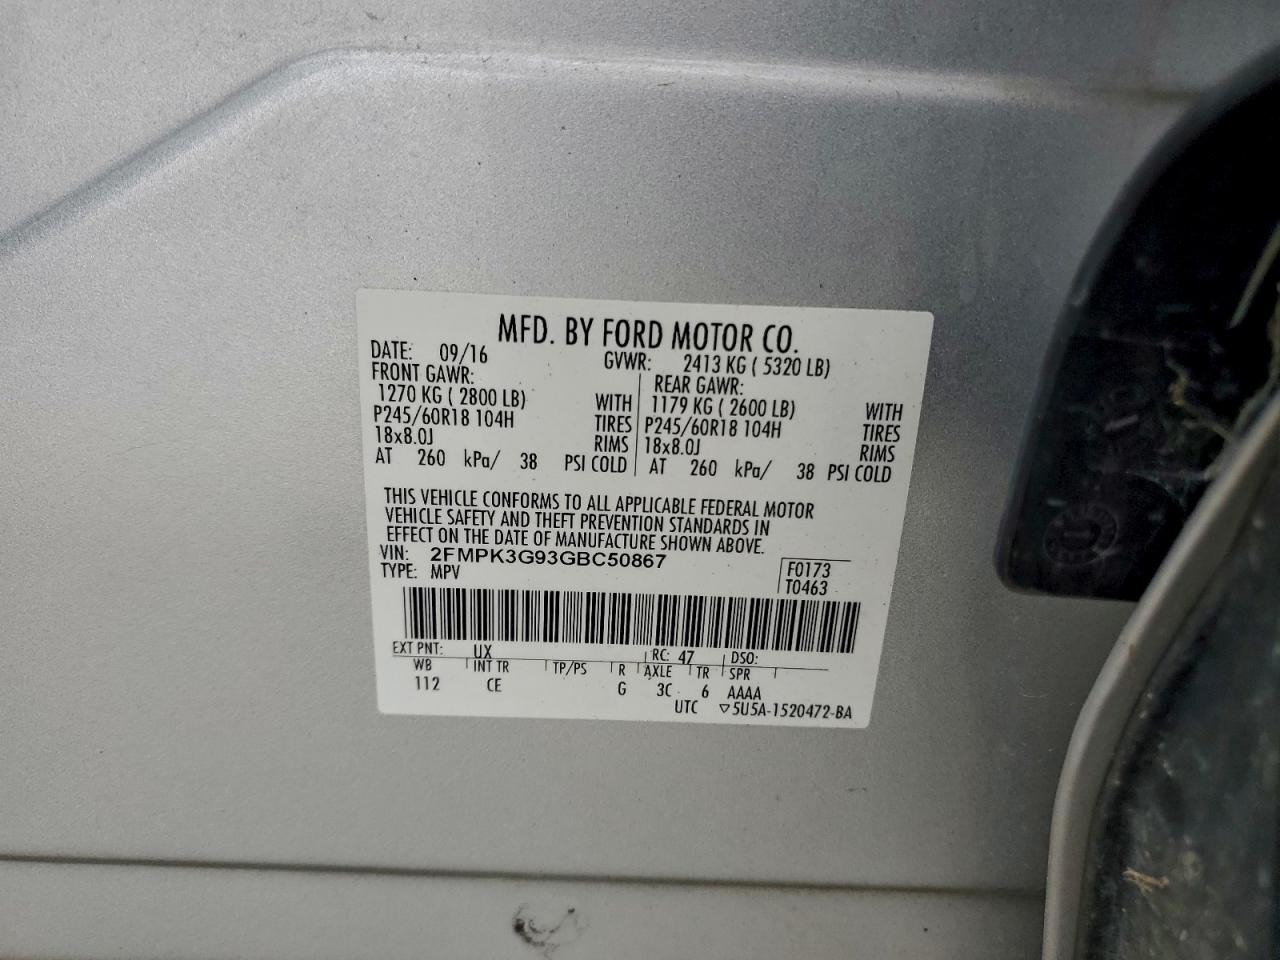 MFD. BY FORD MOTOR CO.
DATE: 09/16 GVWR: 2413 KG ( 5320 LB)
FRONT GAWR: REAR GAWR:
1270 KG ( 2800 LB) WITH 1179 KG ( 2600 LB) WITH
P245/60R18 104H TIRES P245/60R18 104H TIRES
18x8.0J RIMS 18x8.0J RIMS
AT 260 kPa/ 38 PSI COLD AT 260 kPa/ 38 PSI COLD
THIS VEHICLE CONFORMS TO ALL APPLICABLE FEDERAL MOTOR
VEHICLE SAFETY AND THEFT PREVENTION STANDARDS IN
EFFECT ON THE DATE OF MANUFACTURE SHOWN ABOVE.
VIN: 2FMPK3G93GBC50867 F0173
TYPE: MPV T0463
EXT PNT: UX RC: 47 DSO:
WB INT TR TP/PS R AXLE TR SPR
112 CE G 3C 6 AAAA
UTC ▽5U5A-1520472-BA